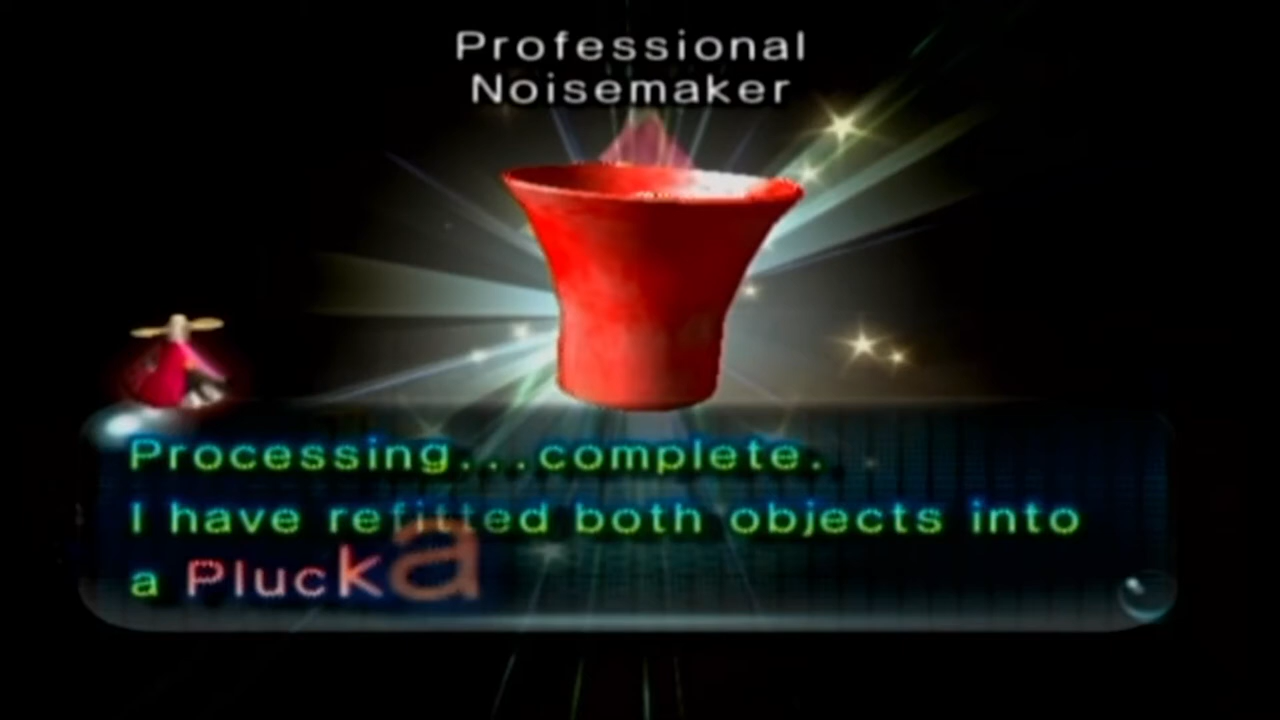 Professional
Noisemaker
Processing...complete.
I have refitted both objects into
a Plucka